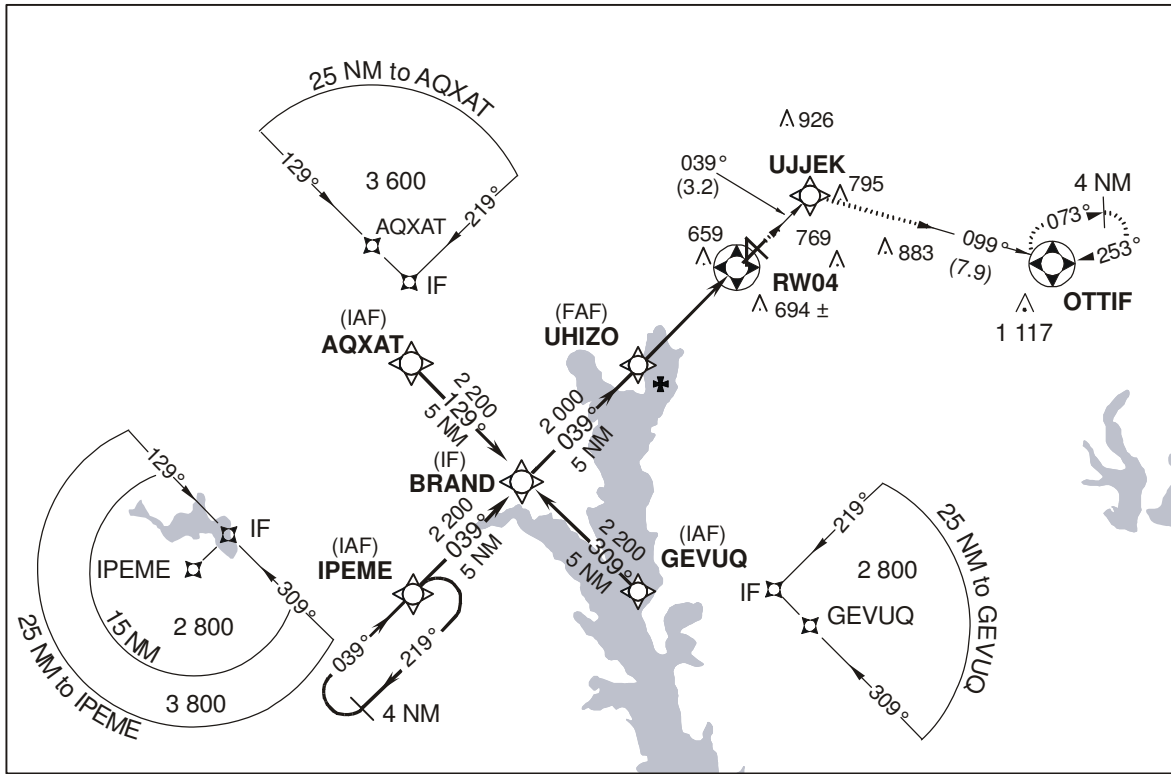 25 NM to AQXAT
129°
3 600
219°
AQXAT
IF
926
UJJEK
039°
(3.2)
795
4 NM
073°
659
769
883
099°
(7.9)
253°
RW04
OTTIF
694 ±
1 117
(IAF)
AQXAT
(FAF)
UHIZO
2 200
129°
5 NM
2 000
039°
5 NM
(IF)
BRAND
129°
IF
IPEME
309°
2 800
15 NM
3 800
25 NM to IPEME
(IAF)
IPEME
2 200
039°
5 NM
2 200
309°
5 NM
(IAF)
GEVUQ
039°
219°
4 NM
219°
2 800
IF
GEVUQ
309°
25 NM to GEVUQ